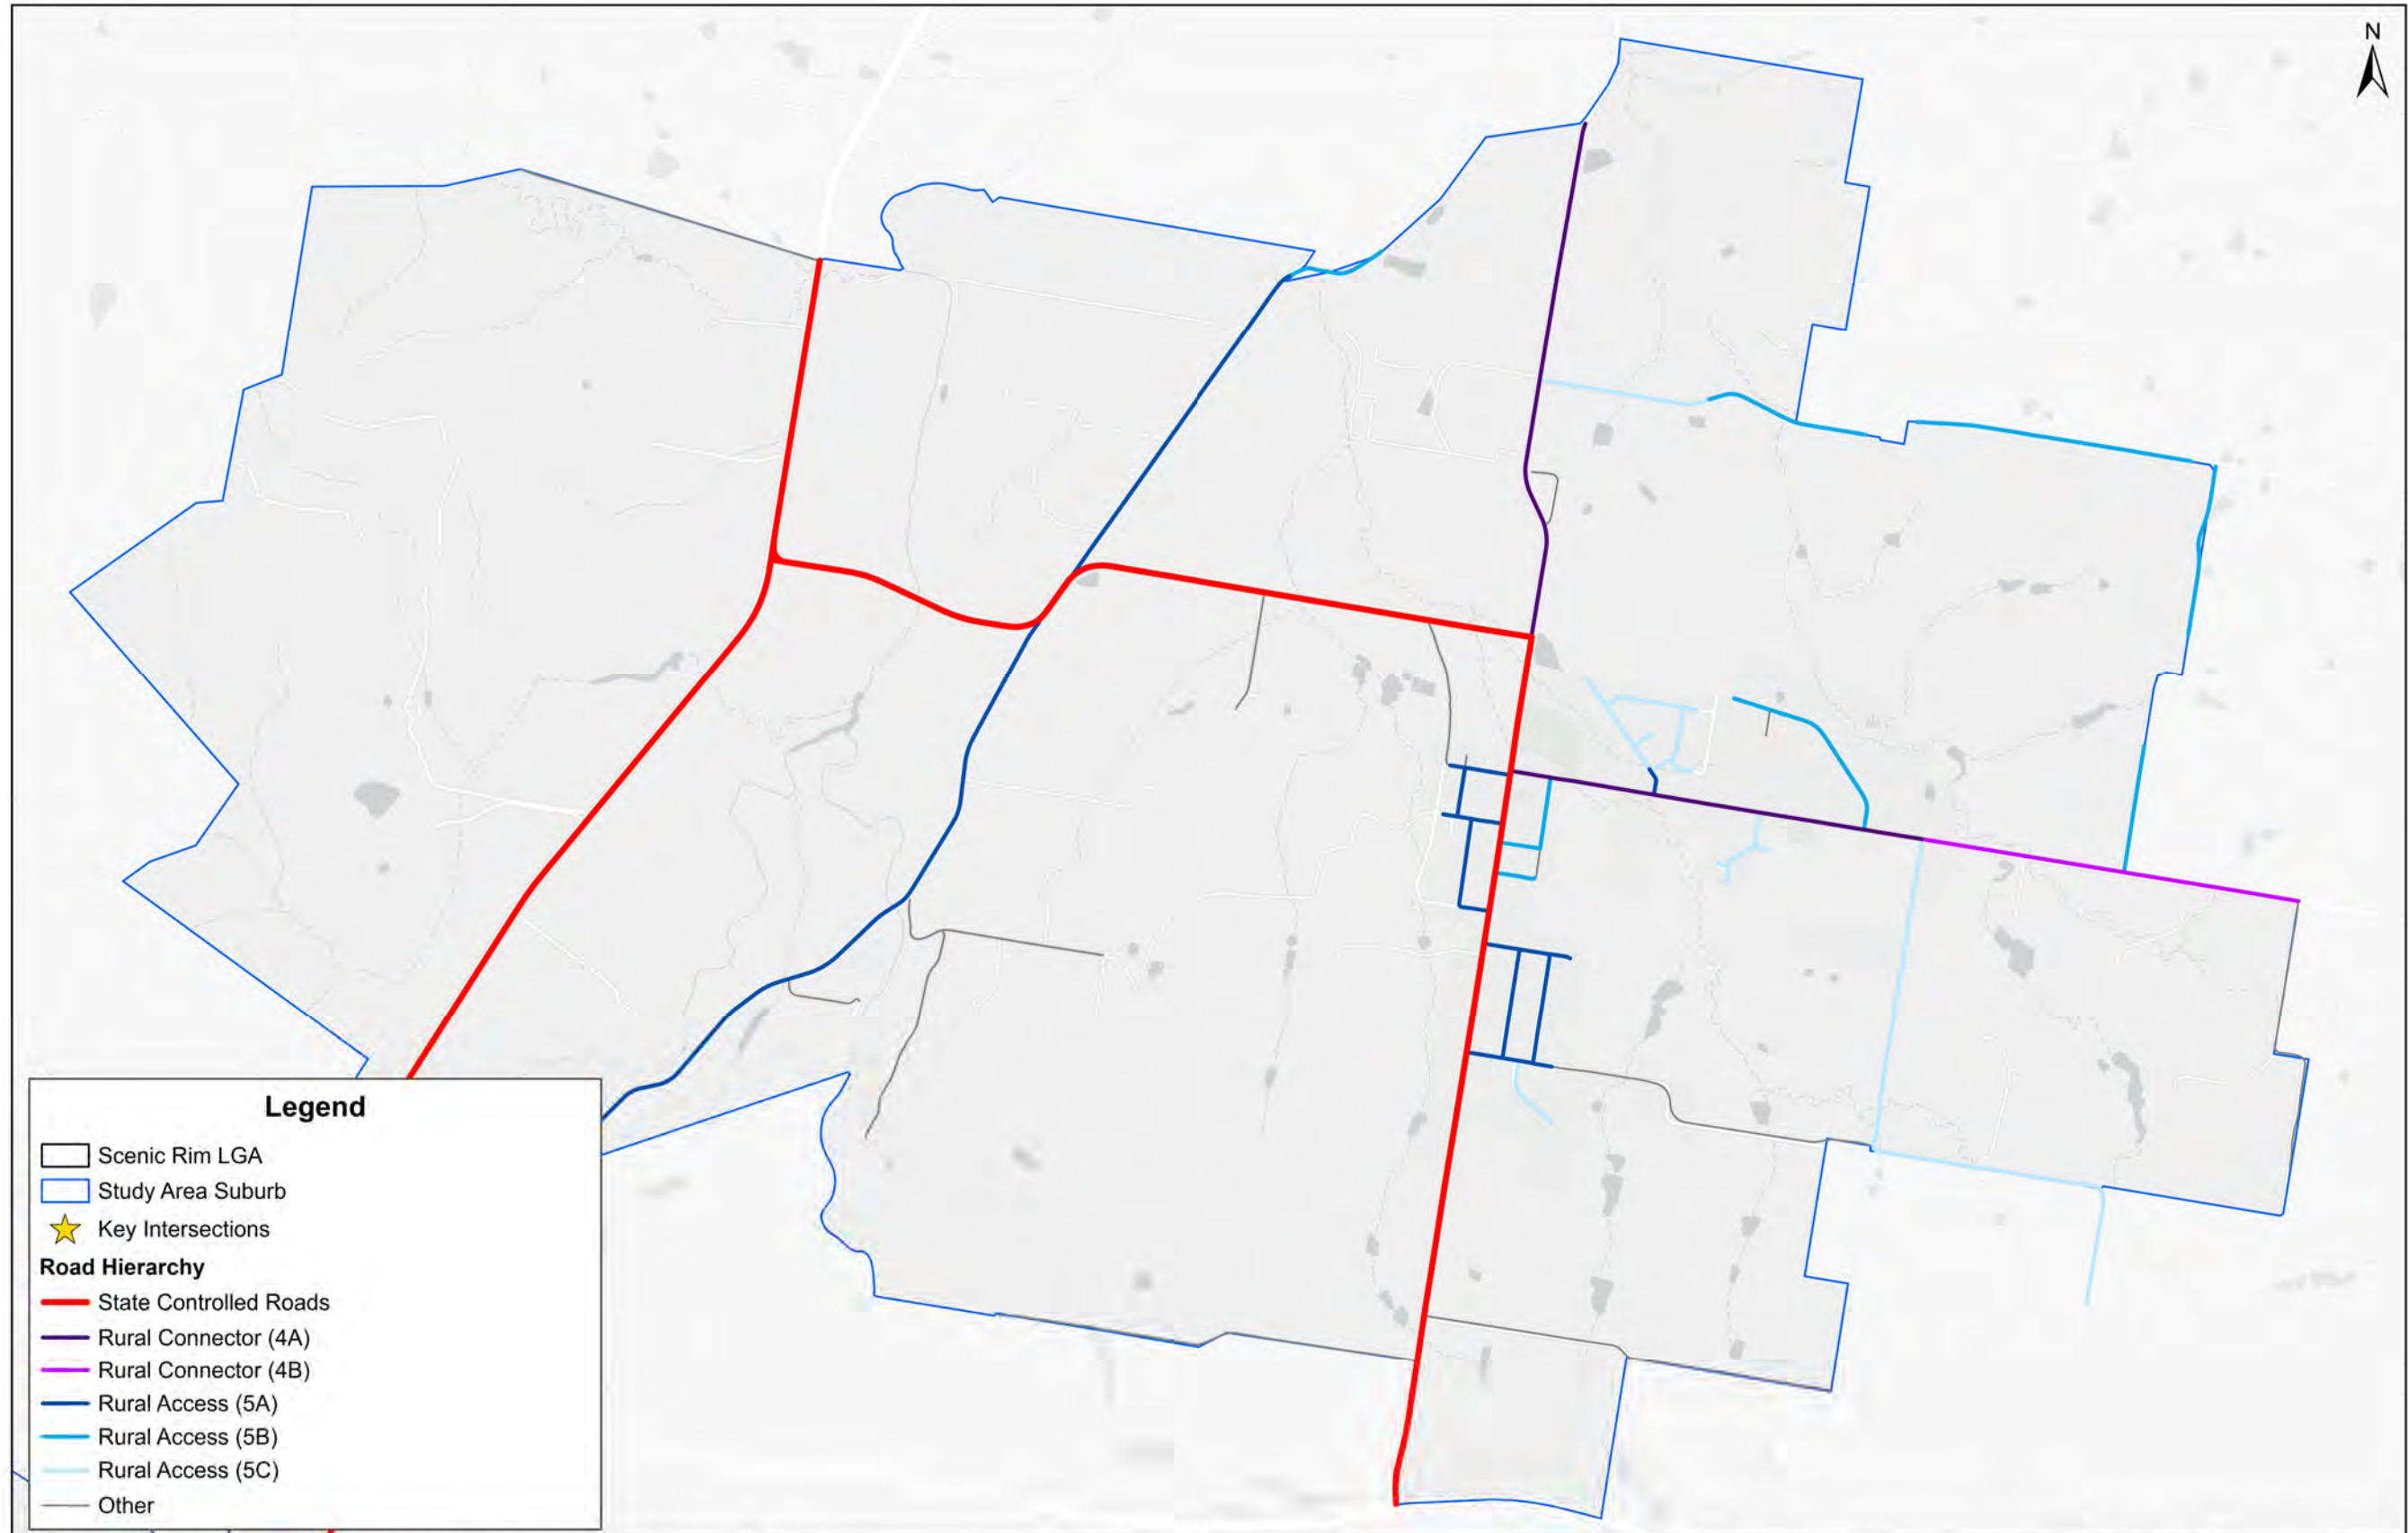 N
Legend
Scenic Rim LGA
Study Area Suburb
Key Intersections
Road Hierarchy
State Controlled Roads
Rural Connector (4A)
Rural Connector (4B)
Rural Access (5A)
Rural Access (5B)
Rural Access (5C)
Other